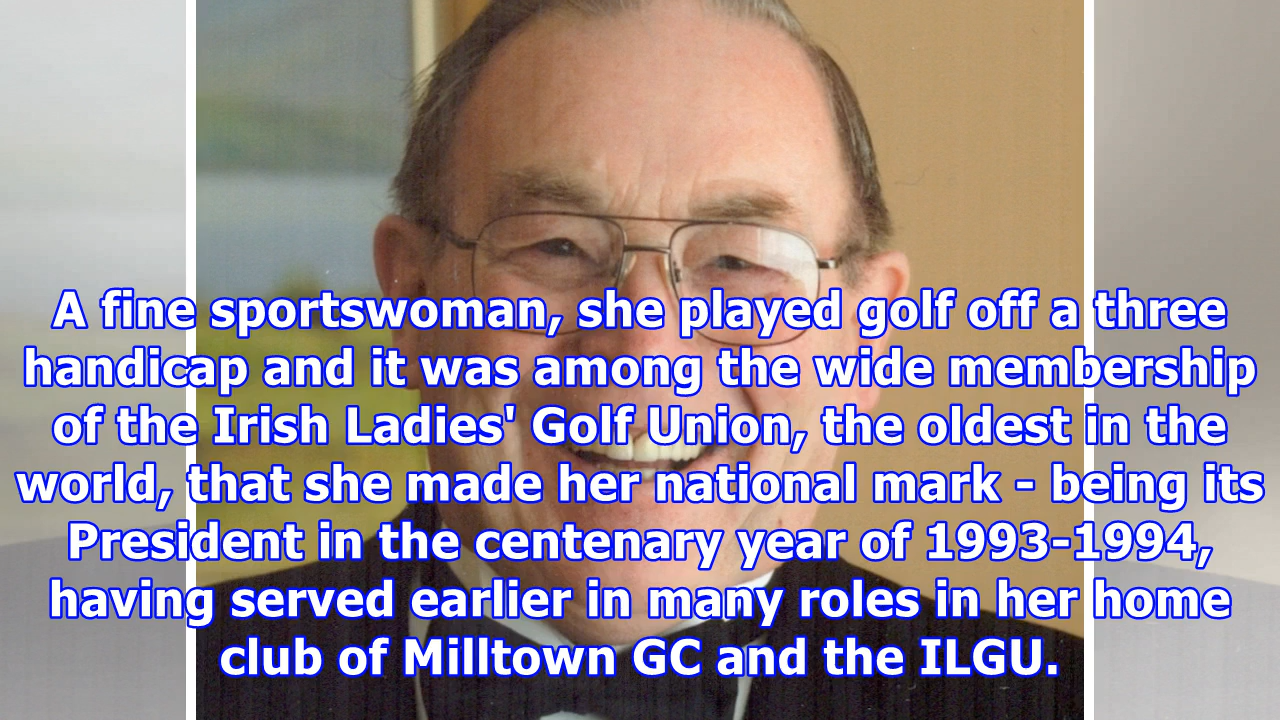 A fine sportswoman, she played golf off a three
handicap and it was among the wide membership
of the Irish Ladies' Golf Union, the oldest in the
world, that she made her national mark - being its
President in the centenary year of 1993-1994,
having served earlier in many roles in her home
club of Milltown GC and the ILGU.